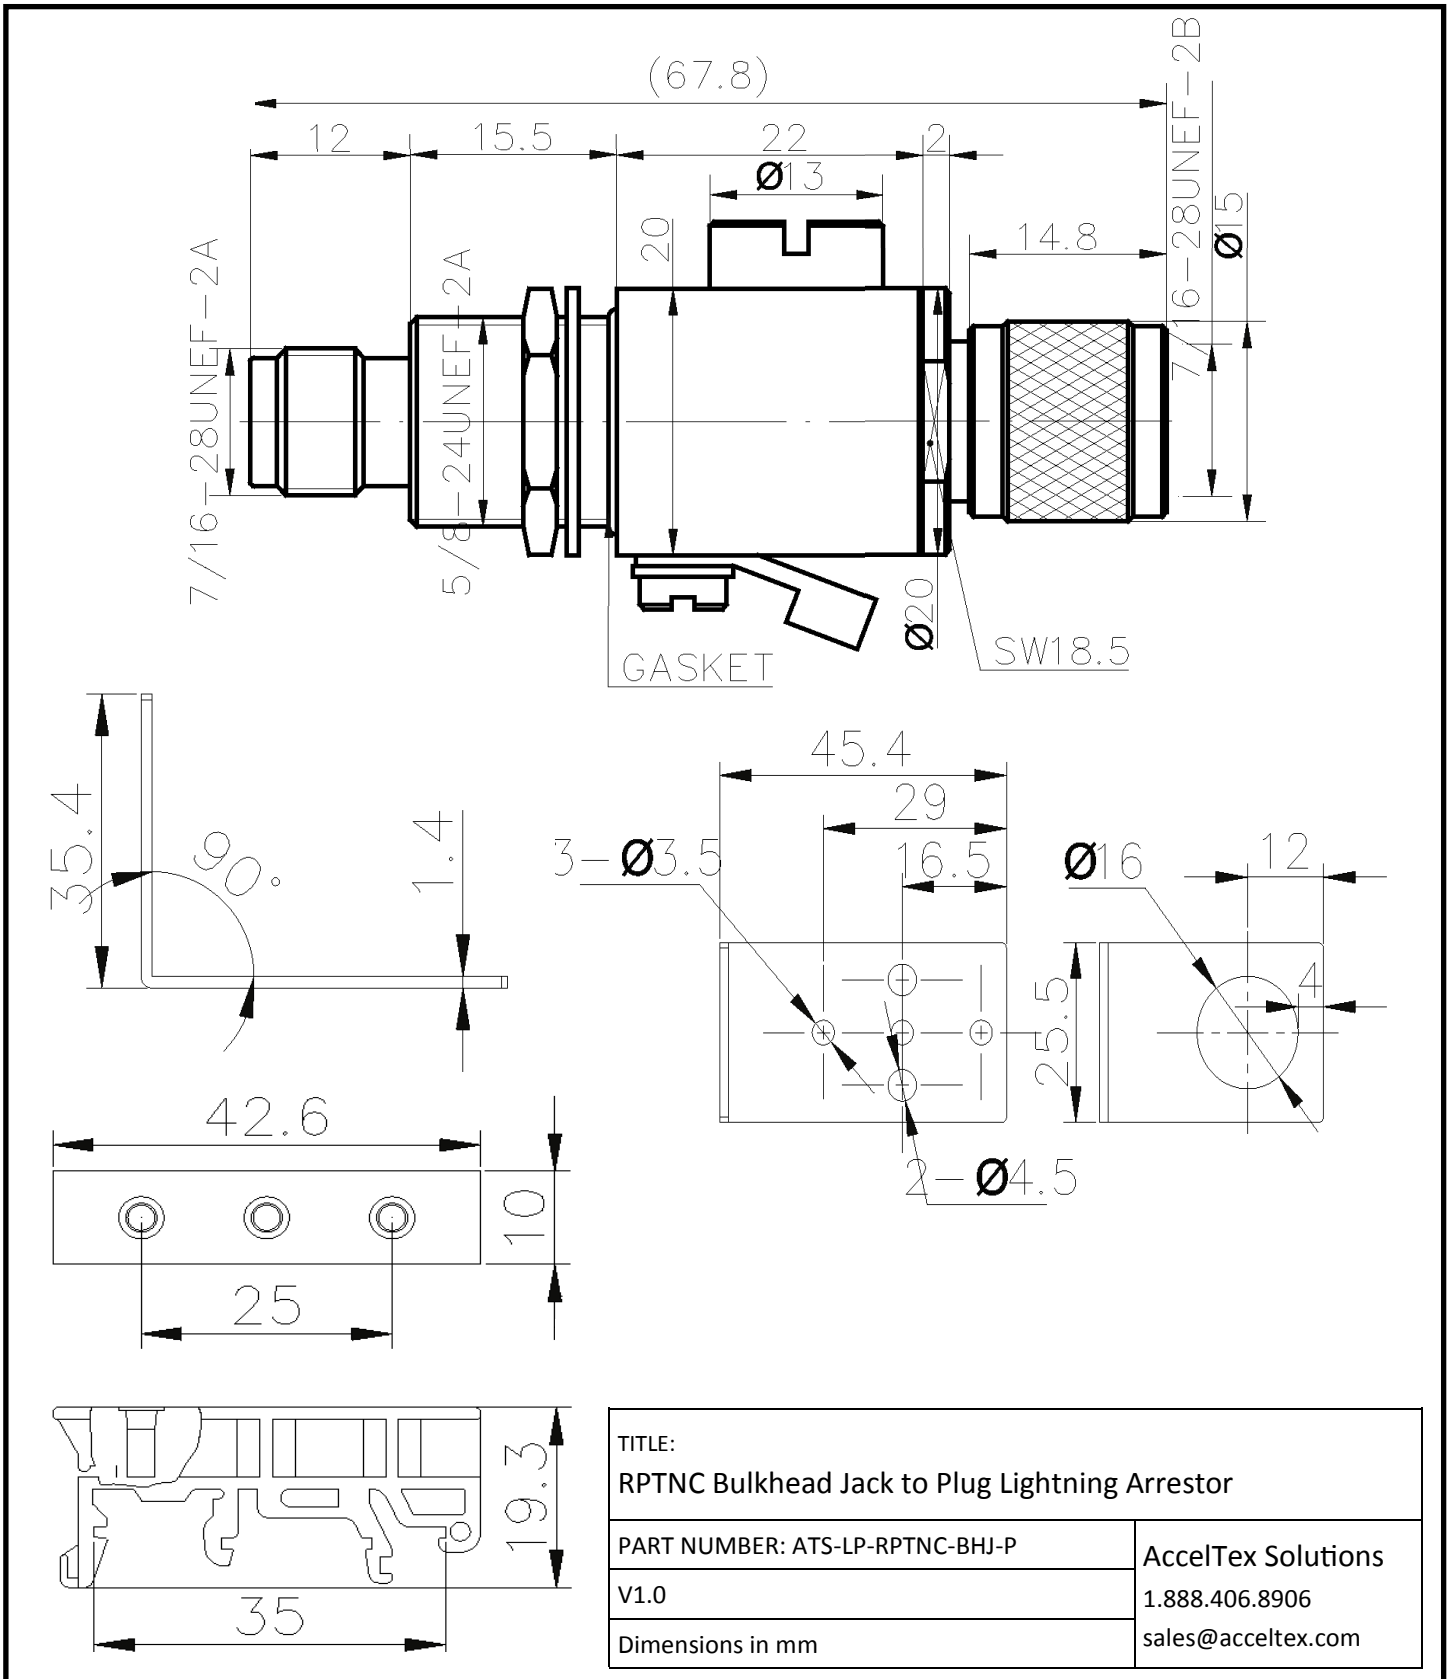 (67.8)
12
15.5
22
2
Ø13
20
14.8
7/16-28UNEF-2B
Ø15
7/16-28UNEF-2A
5/8-24UNEF-2A
Ø20
SW18.5
GASKET
35.4
90°
1.4
45.4
29
16.5
3-Ø3.5
2-Ø4.5
Ø16
12
4
25.5
42.6
10
25
19.3
35
TITLE:
RPTNC Bulkhead Jack to Plug Lightning Arrestor
PART NUMBER: ATS-LP-RPTNC-BHJ-P
V1.0
Dimensions in mm
AccelTex Solutions
1.888.406.8906
sales@acceltex.com